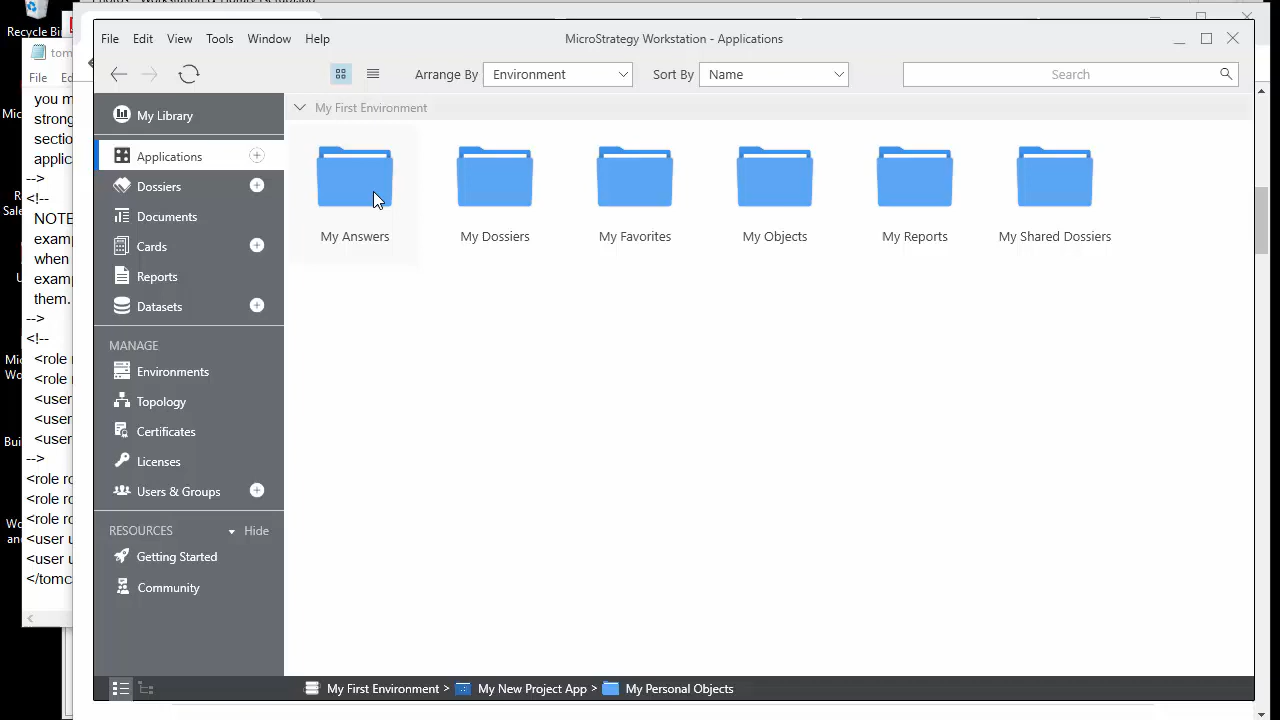 Recycle Bin
File Edit View Tools Window Help
MicroStrategy Workstation - Applications
Arrange By Environment Sort By Name Search
My Library
Applications
Dossiers
Documents
Cards
Reports
Datasets
MANAGE
Environments
Topology
Certificates
Licenses
Users & Groups
RESOURCES Hide
Getting Started
Community
My First Environment
My Answers My Dossiers My Favorites My Objects My Reports My Shared Dossiers
My First Environment > My New Project App > My Personal Objects
File
you m
strong
sectio
applic
-->
<!--
NOTE
examp
when
examp
them.
-->
<!--
<role
<role
<user
<user
<user
-->
<role ro
<role ro
<role ro
<user u
<user u
</tomc